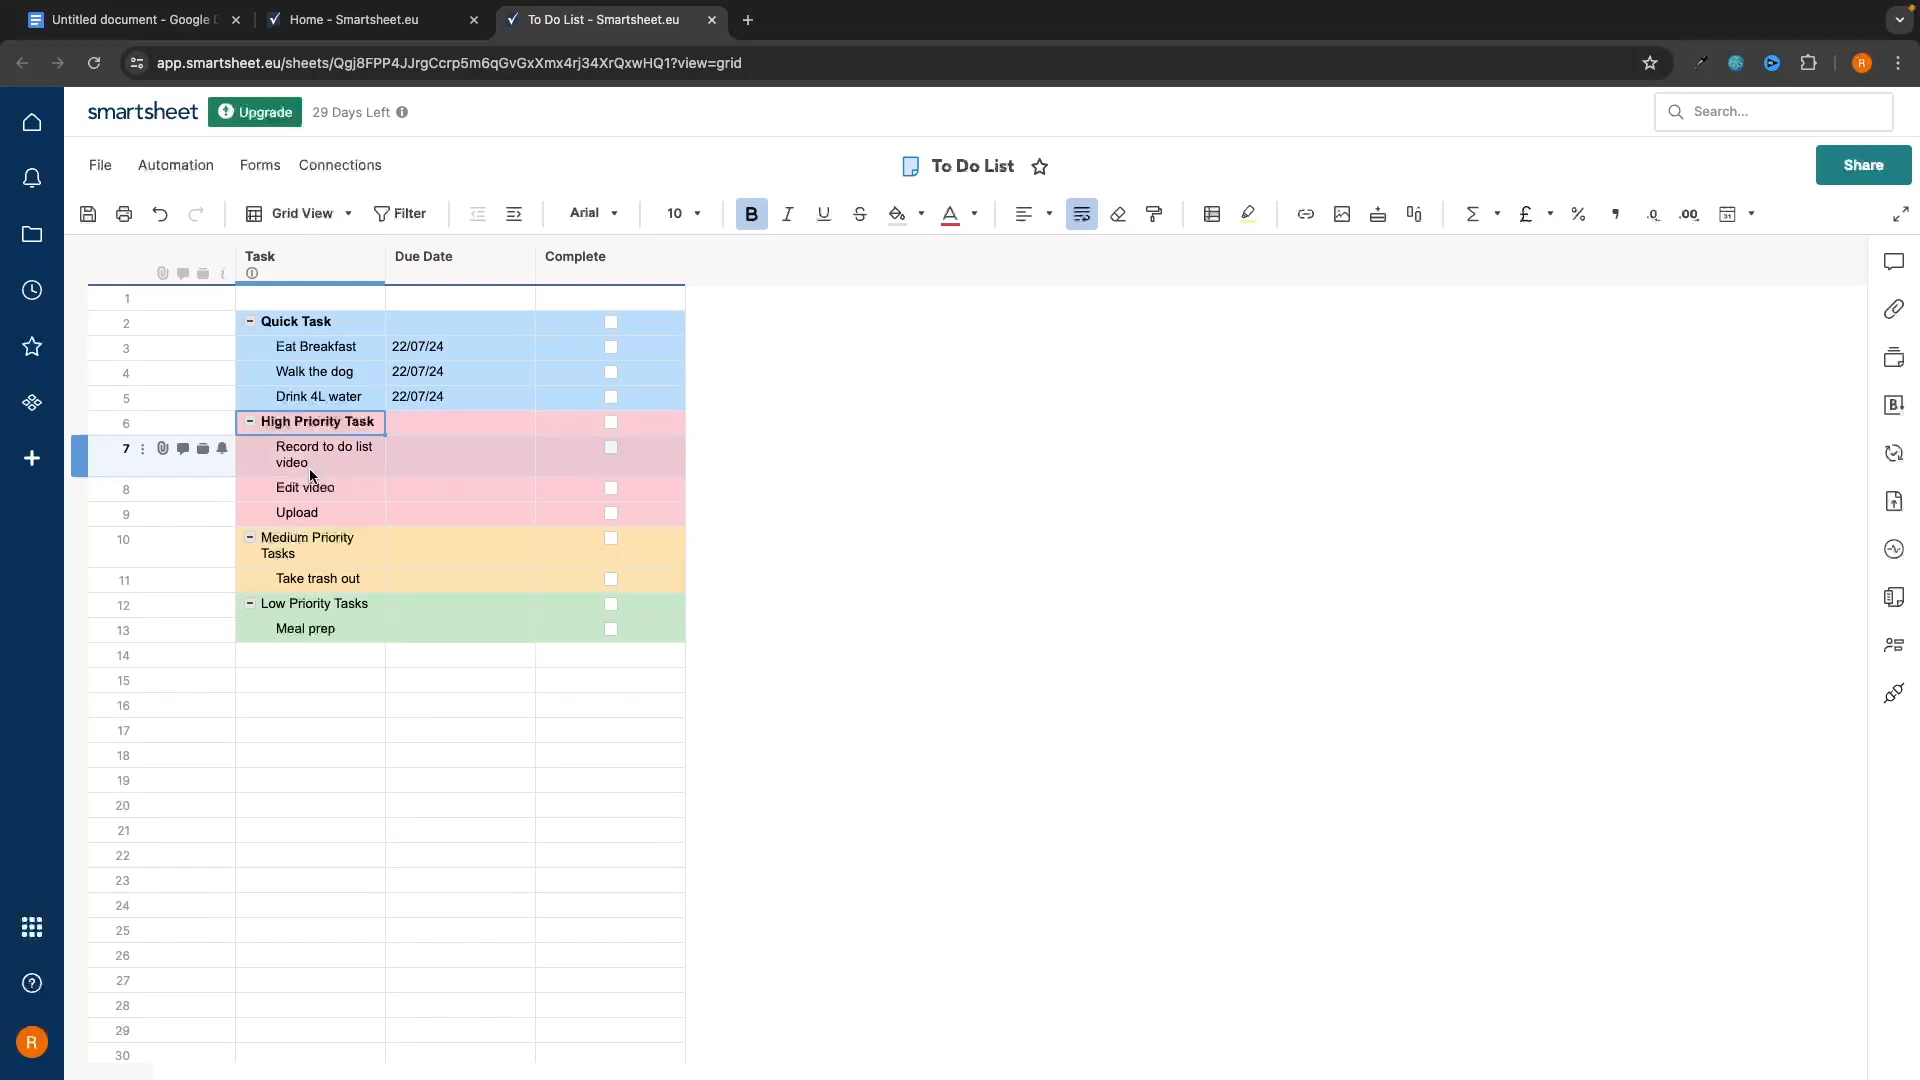 Untitled document - Google D
Home - Smartsheet.eu
To Do List - Smartsheet.eu
app.smartsheet.eu/sheets/Qgj8FPP4JJrgCcrp5m6qGvGxXmx4rj34XrQxwHQ1?view=grid
R
smartsheet
Upgrade
29 Days Left
Search...
File
Automation
Forms
Connections
To Do List
Share
Grid View
Filter
Arial
10
B
I
U
S
A
Σ
£
%
.0
.00
31
Task
Due Date
Complete
1
2
Quick Task
3
Eat Breakfast
22/07/24
4
Walk the dog
22/07/24
5
Drink 4L water
22/07/24
6
High Priority Task
7
Record to do list
video
8
Edit video
9
Upload
10
Medium Priority
Tasks
11
Take trash out
12
Low Priority Tasks
13
Meal prep
14
15
16
17
18
19
20
21
22
23
24
25
26
27
28
29
30
R